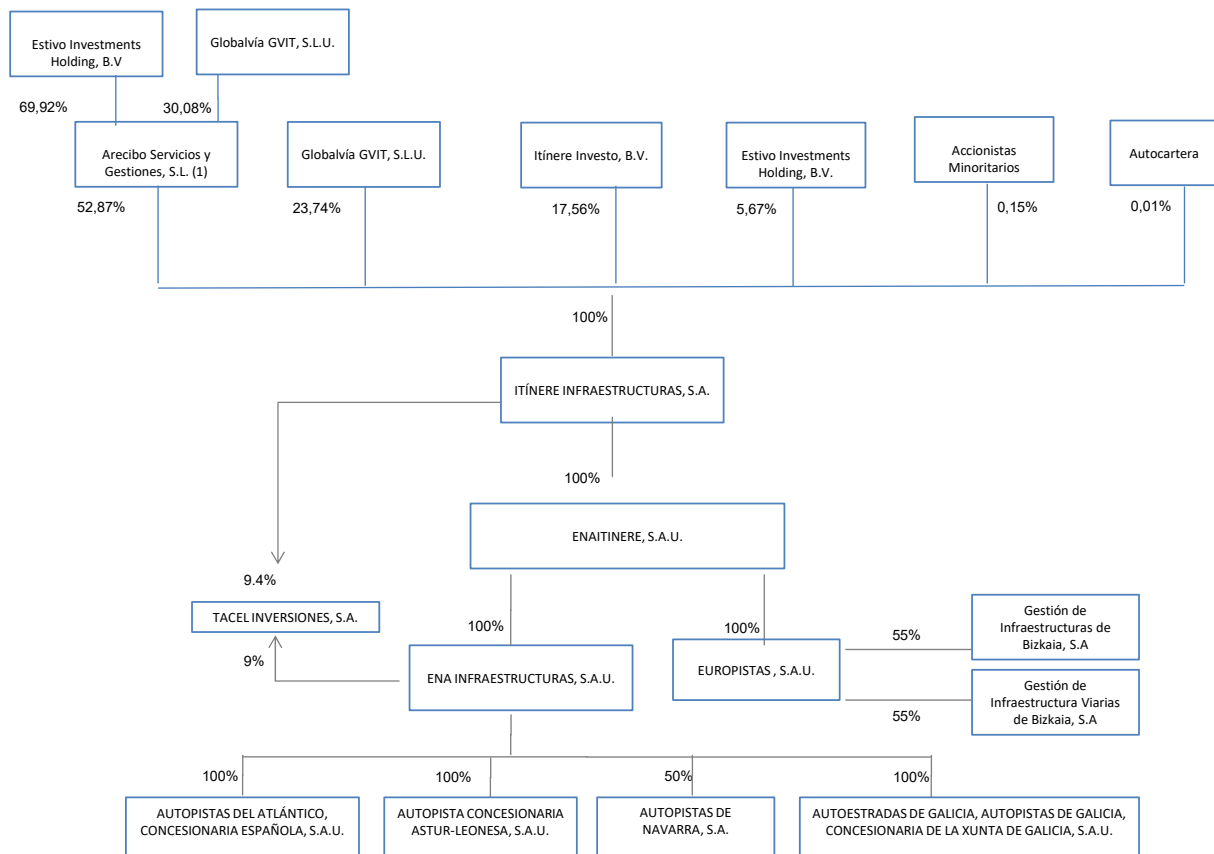 Estivo Investments
Holding, B.V
Globalvía GVIT, S.L.U.
69,92%
30,08%
Arecibo Servicios y
Gestiones, S.L. (1)
Globalvía GVIT, S.L.U.
Itínere Investo, B.V.
Estivo Investments
Holding, B.V.
Accionistas
Minoritarios
Autocartera
52,87%
23,74%
17,56%
5,67%
0,15%
0,01%
100%
ITÍNERE INFRAESTRUCTURAS, S.A.
100%
ENAITINERE, S.A.U.
9.4%
TACEL INVERSIONES, S.A.
9%
100%
100%
ENA INFRAESTRUCTURAS, S.A.U.
EUROPISTAS , S.A.U.
55%
Gestión de
Infraestructuras de
Bizkaia, S.A
55%
Gestión de
Infraestructura Viarias
de Bizkaia, S.A
100%
100%
50%
100%
AUTOPISTAS DEL ATLÁNTICO,
CONCESIONARIA ESPAÑOLA, S.A.U.
AUTOPISTA CONCESIONARIA
ASTUR-LEONESA, S.A.U.
AUTOPISTAS DE
NAVARRA, S.A.
AUTOESTRADAS DE GALICIA, AUTOPISTAS DE GALICIA,
CONCESIONARIA DE LA XUNTA DE GALICIA, S.A.U.